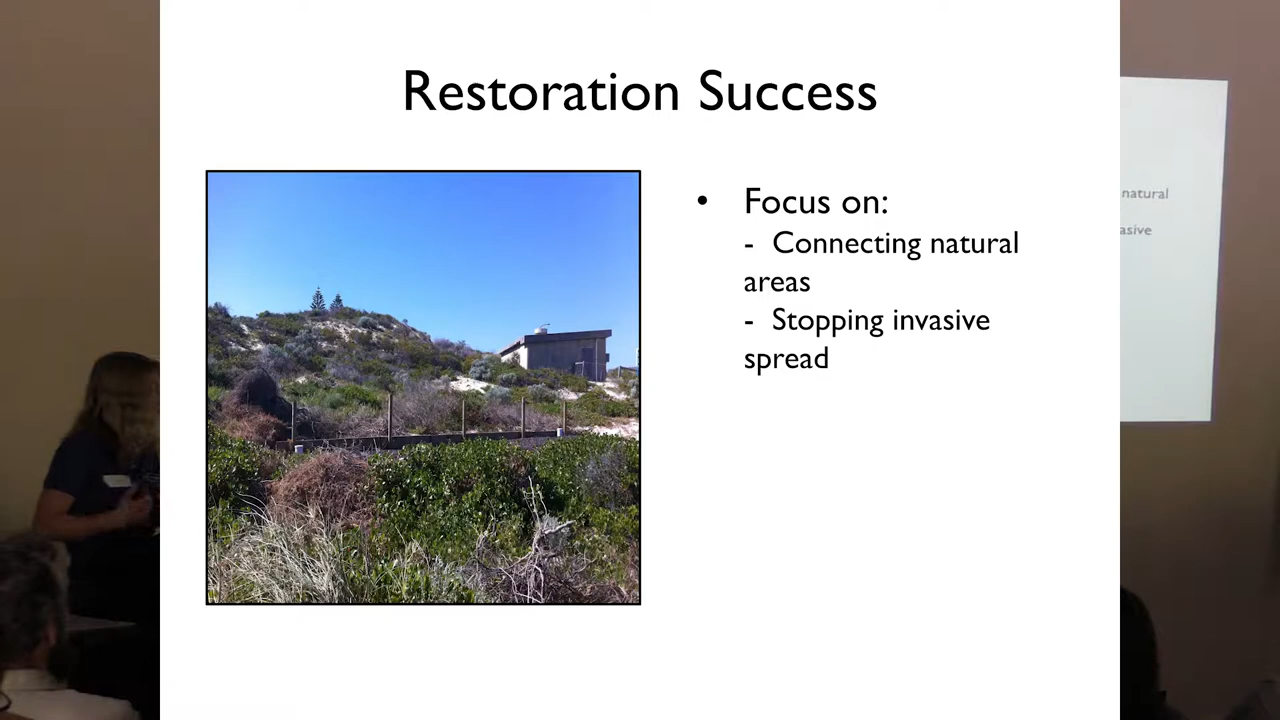 Restoration Success
• Focus on:
- Connecting natural
areas
- Stopping invasive
spread
natural
asive